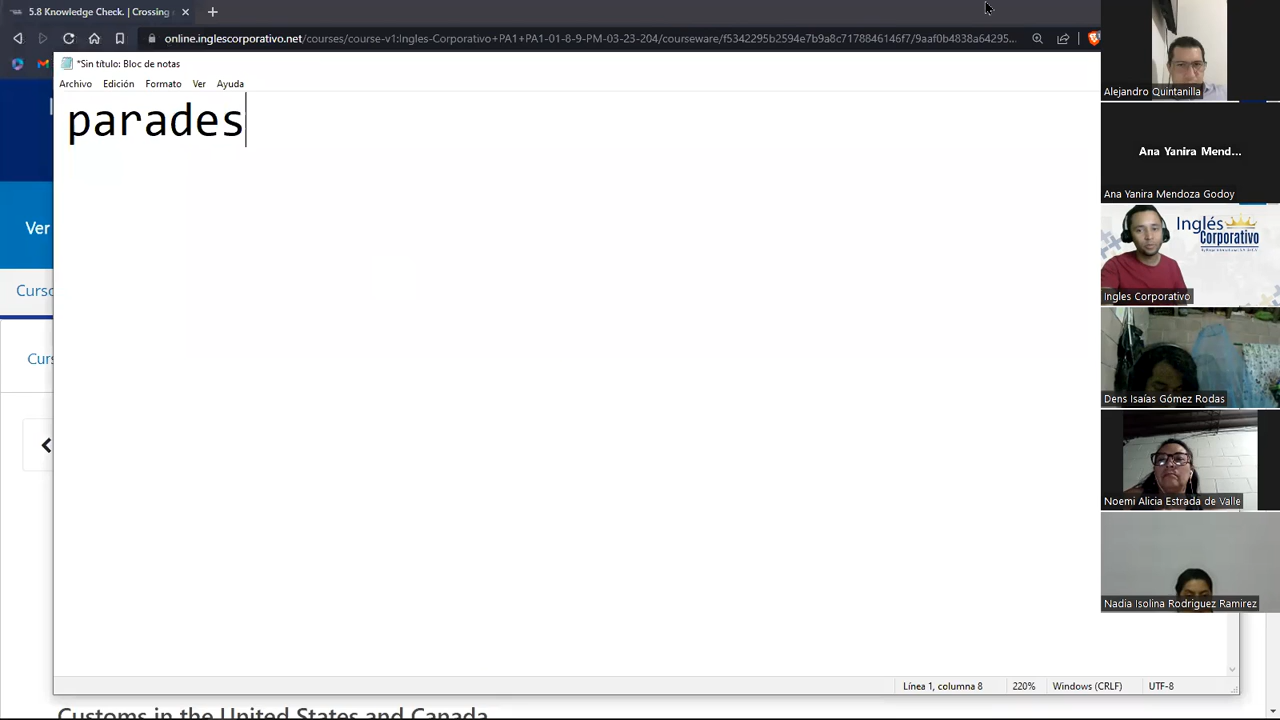 5.8 Knowledge Check. | Crossing
online.inglescorporativo.net/courses/course-v1:Ingles-Corporativo+PA1+PA1-01-8-9-PM-03-23-204/courseware/f5342295b2594e7b9a8c7178846146f7/9aaf0b4838a64295...
*Sin título: Bloc de notas
Archivo Edición Formato Ver Ayuda
parades
Ver
Curso
Curs
Línea 1, columna 8 220% Windows (CRLF) UTF-8
Customs in the United States and Canada
Alejandro Quintanilla
Ana Yanira Mend...
Ana Yanira Mendoza Godoy
Inglés
Corporativo
Ingles Corporativo
Dens Isaías Gómez Rodas
Noemi Alicia Estrada de Valle
Nadia Isolina Rodriguez Ramirez